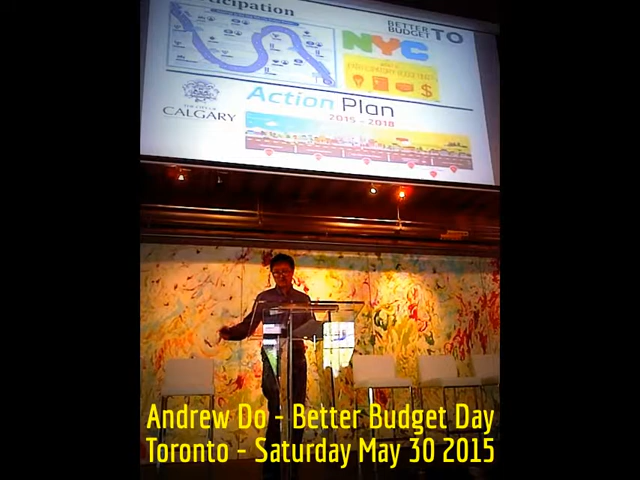 ticipation
BETTER
BUDGET TO
NYC
$
THE CITY OF
CALGARY
Action Plan
2015 - 2018
Andrew Do - Better Budget Day
Toronto - Saturday May 30 2015